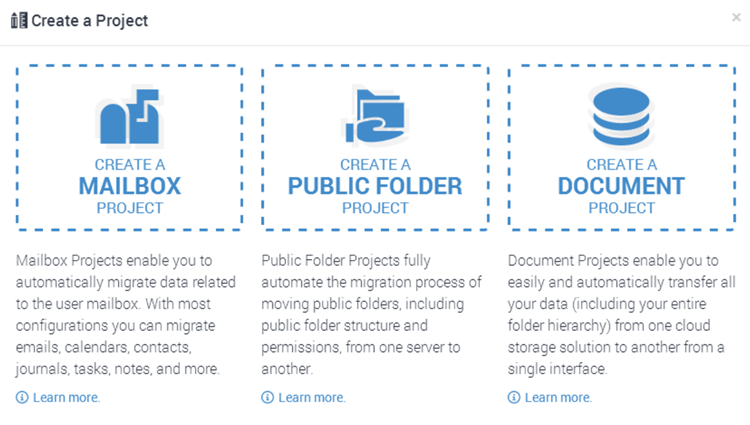 Create a Project
×
CREATE A
MAILBOX
PROJECT
Mailbox Projects enable you to
automatically migrate data related
to the user mailbox. With most
configurations you can migrate
emails, calendars, contacts,
journals, tasks, notes, and more.
Learn more.
CREATE A
PUBLIC FOLDER
PROJECT
Public Folder Projects fully
automate the migration process of
moving public folders, including
public folder structure and
permissions, from one server to
another.
Learn more.
CREATE A
DOCUMENT
PROJECT
Document Projects enable you to
easily and automatically transfer all
your data (including your entire
folder hierarchy) from one cloud
storage solution to another from a
single interface.
Learn more.